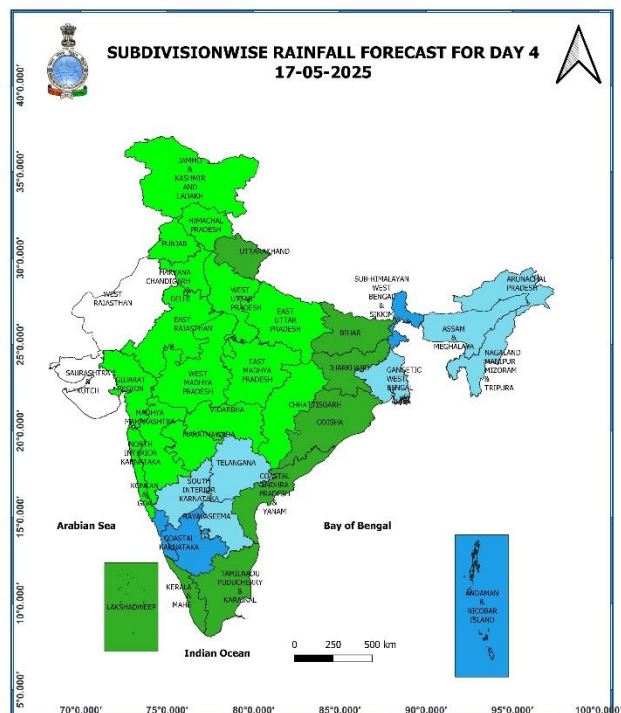 SUBDIVISIONWISE RAINFALL FORECAST FOR DAY 4
17-05-2025
40°0.000'
35°0.000'
30°0.000'
25°0.000'
20°0.000'
15°0.000'
10°0.000'
5°0.000'
JAMMU
&
KASHMIR
AND
LADAKH
HIMACHAL
PRADESH
PUNJAB
UTTARAKHAND
HARYANA
CHANDIGARH
&
DELHI
WEST
RAJASTHAN
WEST
UTTAR
PRADESH
EAST
UTTAR
PRADESH
EAST
RAJASTHAN
SUB-HIMALAYAN
WEST
BENGAL
&
SIKKIM
ARUNACHAL
PRADESH
ASSAM
&
MEGHALAYA
NAGALAND
MANIPUR
MIZORAM
&
TRIPURA
BIHAR
JHARKHAND
GANGETIC
WEST
BENGAL
SAURASHTRA
&
KUTCH
GUJARAT
REGION
WEST
MADHYA
PRADESH
EAST
MADHYA
PRADESH
CHHATTISGARH
ODISHA
VIDARBHA
MADHYA
MAHARASHTRA
MARATHAWADA
NORTH
INTERIOR
KARNATAKA
KONKAN
&
GOA
TELANGANA
SOUTH
INTERIOR
KARNATAKA
COASTAL
ANDHRA
PRADESH
&
YANAM
RAYALASEEMA
COASTAL
KARNATAKA
Arabian Sea
Bay of Bengal
TAMILNADU
PUDUCHERRY
&
KARAIKAL
KERALA
&
MAHE
LAKSHADWEEP
ANDAMAN
&
NICOBAR
ISLAND
Indian Ocean
0 250 500 km
70°0.000' 75°0.000' 80°0.000' 85°0.000' 90°0.000' 95°0.000' 100°0.000'